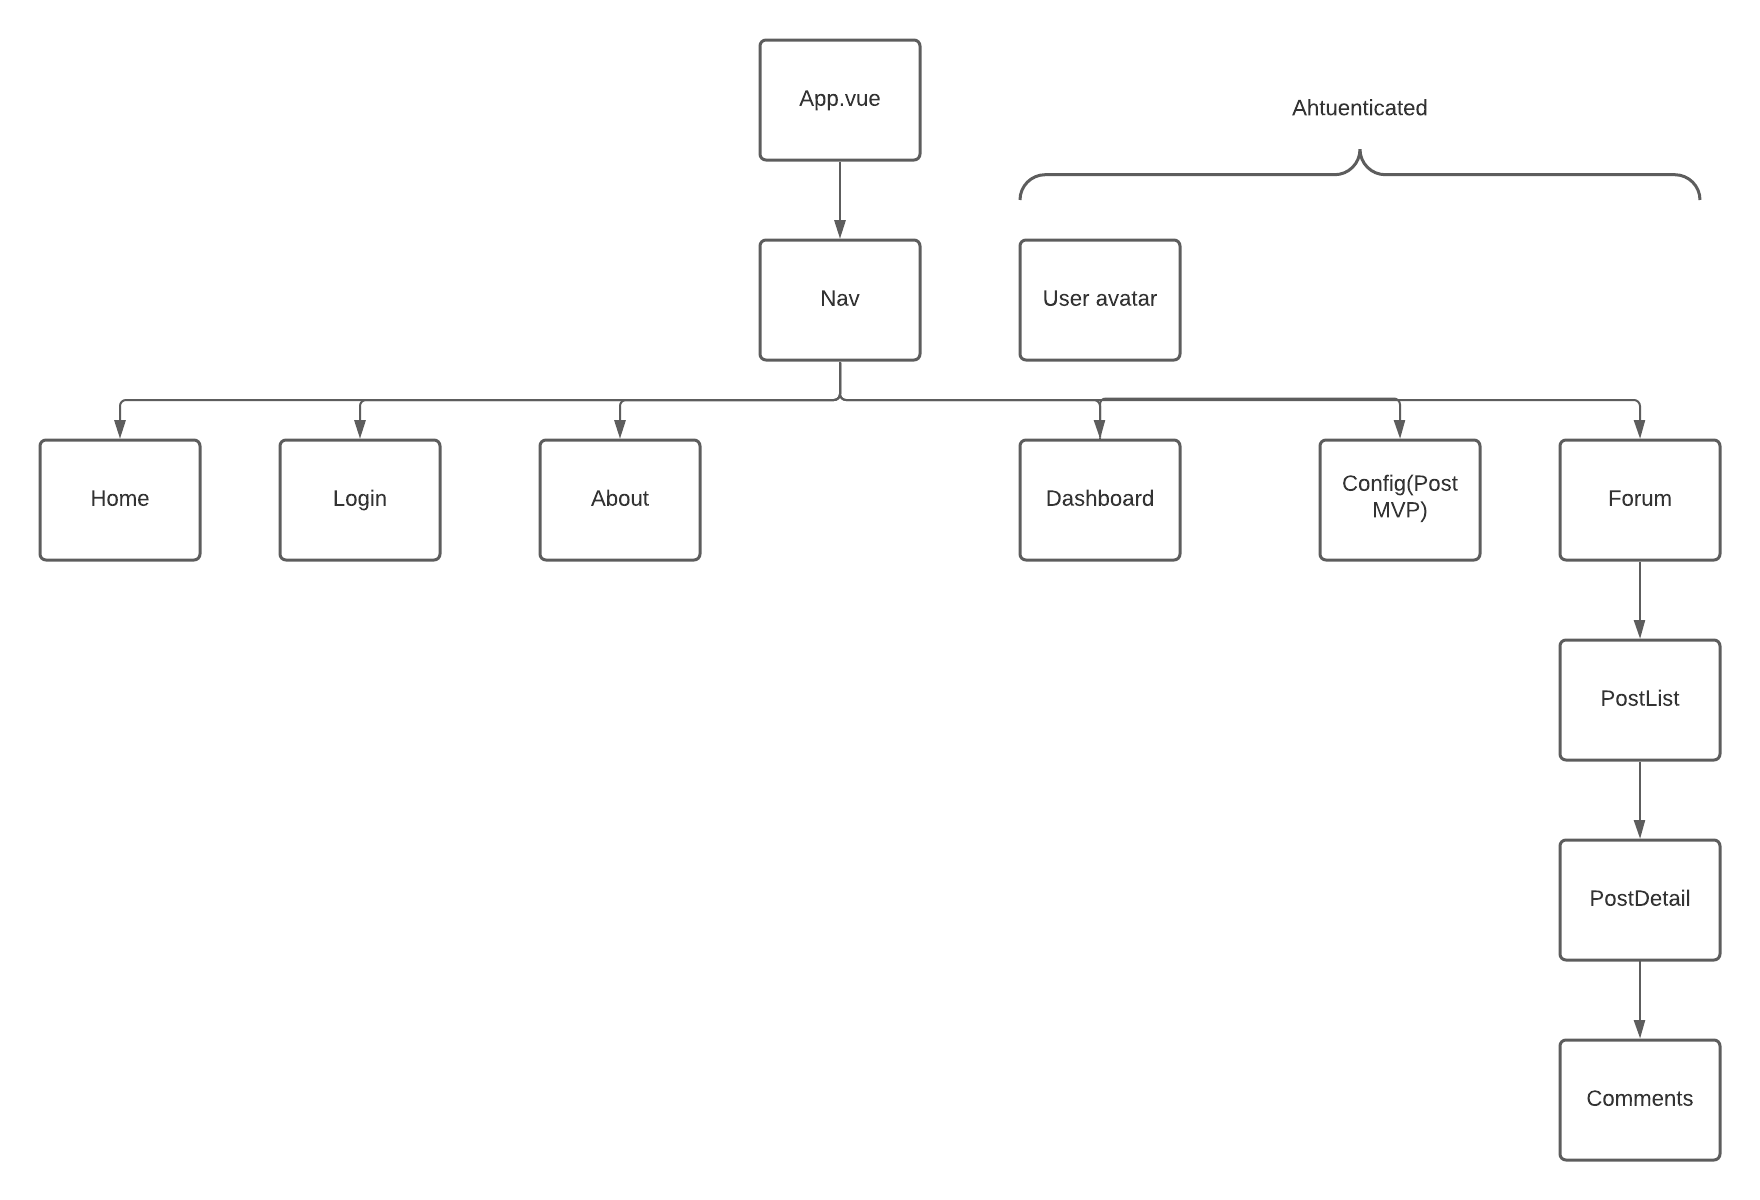 App.vue
Ahtuenticated
Nav
User avatar
Home
Login
About
Dashboard
Config(Post
MVP)
Forum
PostList
PostDetail
Comments